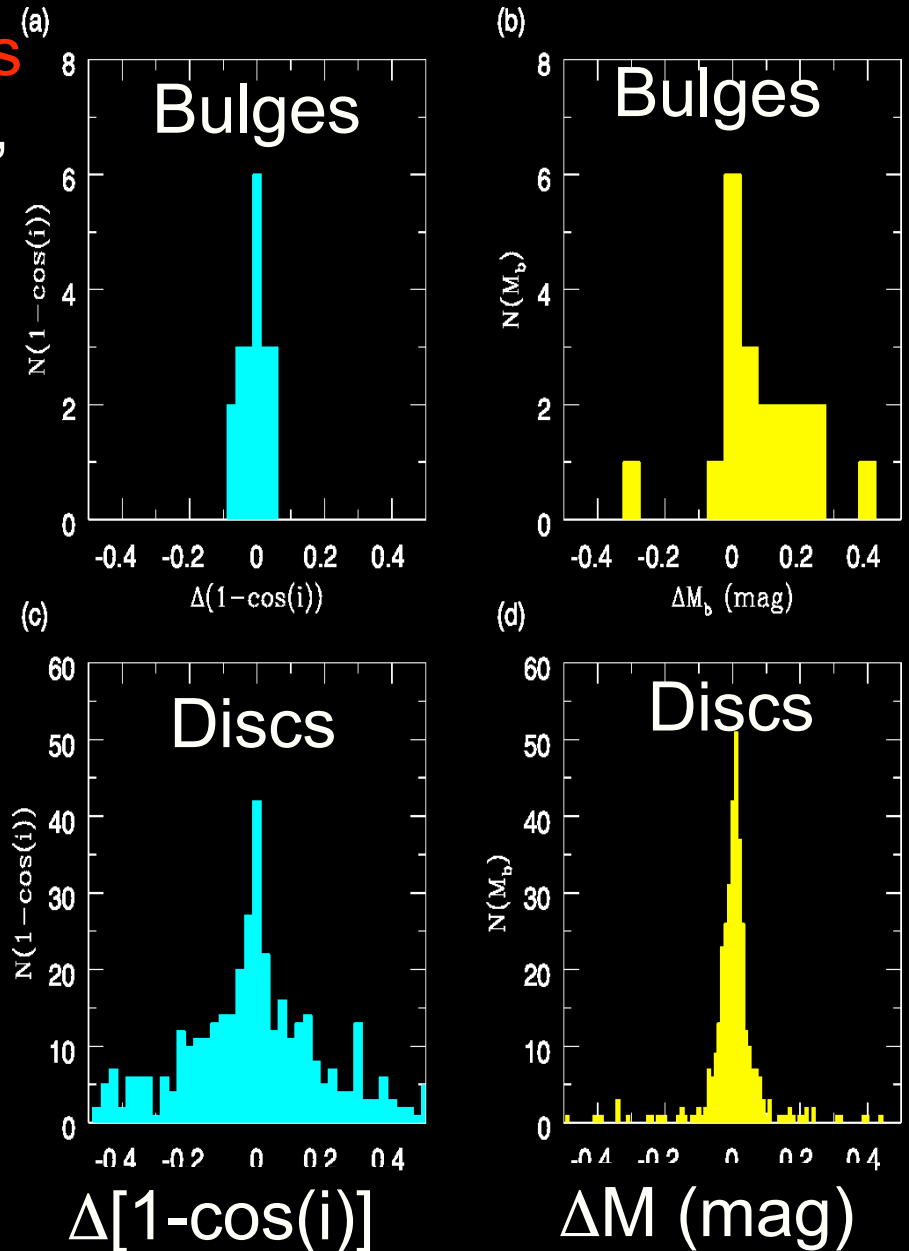 (a)
(b)
s
,
8
6
4
2
0
N(1−cos(i))
Bulges
-0.4 -0.2 0 0.2 0.4
Δ(1−cos(i))
8
6
4
2
0
N(M_b)
Bulges
-0.4 -0.2 0 0.2 0.4
ΔM_b (mag)
(c)
(d)
60
50
40
30
20
10
0
N(1−cos(i))
Discs
-0.4 -0.2 0 0.2 0.4
Δ[1-cos(i)]
60
50
40
30
20
10
0
N(M_b)
Discs
-0.4 -0.2 0 0.2 0.4
ΔM (mag)